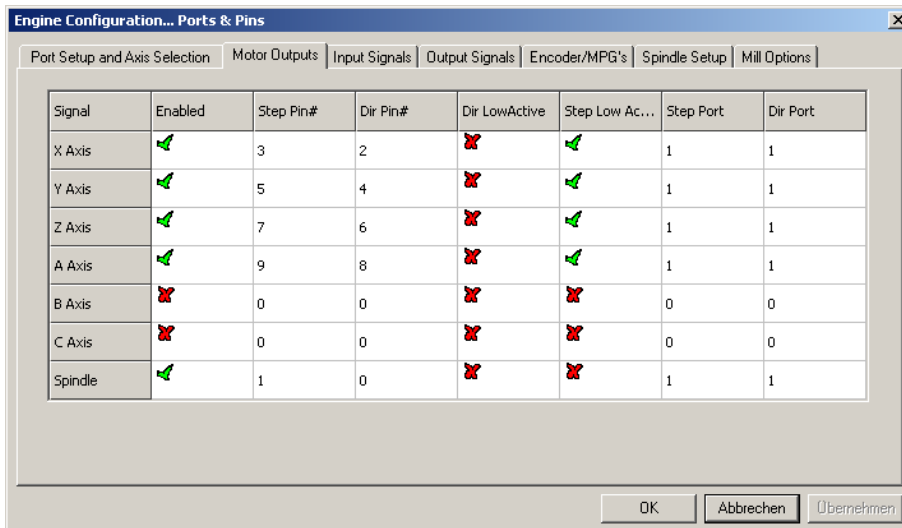 Engine Configuration... Ports & Pins
Port Setup and Axis Selection Motor Outputs Input Signals Output Signals Encoder/MPG's Spindle Setup Mill Options
Signal Enabled Step Pin# Dir Pin# Dir LowActive Step Low Ac... Step Port Dir Port
X Axis 3 2 1 1
Y Axis 5 4 1 1
Z Axis 7 6 1 1
A Axis 9 8 1 1
B Axis 0 0 0 0
C Axis 0 0 0 0
Spindle 1 0 1 1
OK Abbrechen Übernehmen